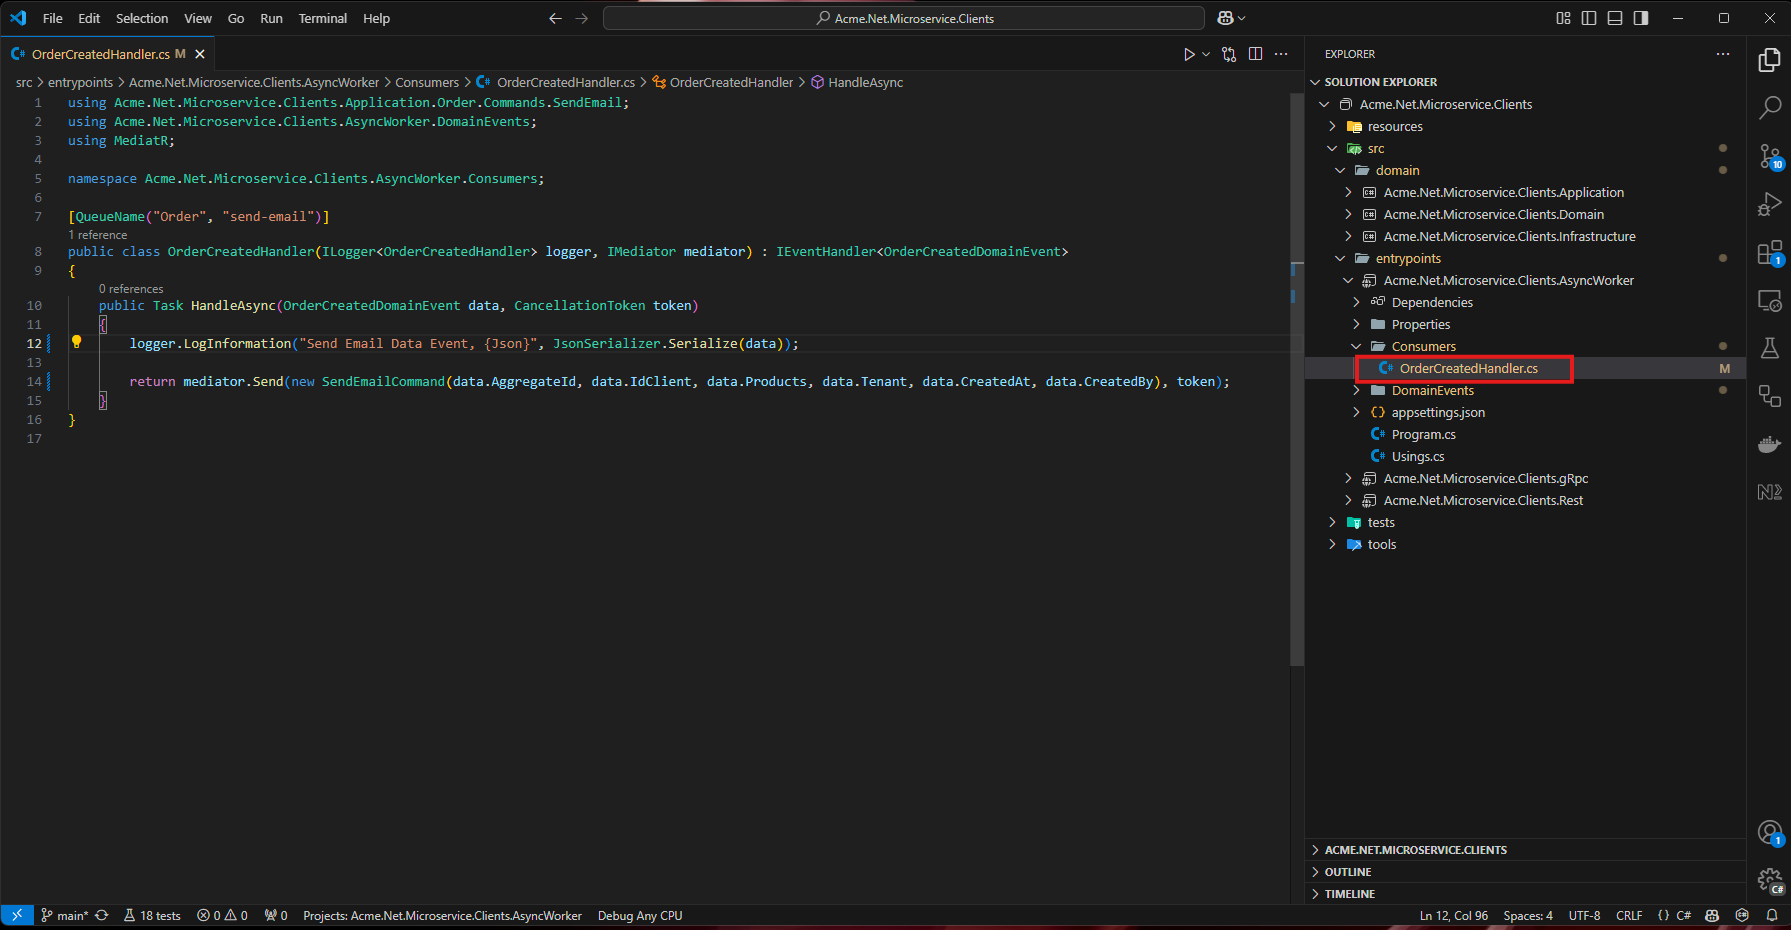 File Edit Selection View Go Run Terminal Help
Acme.Net.Microservice.Clients
OrderCreatedHandler.cs M
src > entrypoints > Acme.Net.Microservice.Clients.AsyncWorker > Consumers > OrderCreatedHandler.cs > OrderCreatedHandler > HandleAsync
1 using Acme.Net.Microservice.Clients.Application.Order.Commands.SendEmail;
2 using Acme.Net.Microservice.Clients.AsyncWorker.DomainEvents;
3 using MediatR;
4
5 namespace Acme.Net.Microservice.Clients.AsyncWorker.Consumers;
6
7 [QueueName("Order", "send-email")]
1 reference
8 public class OrderCreatedHandler(ILogger<OrderCreatedHandler> logger, IMediator mediator) : IEventHandler<OrderCreatedDomainEvent>
9 {
0 references
10 public Task HandleAsync(OrderCreatedDomainEvent data, CancellationToken token)
11 {
12 logger.LogInformation("Send Email Data Event, {Json}", JsonSerializer.Serialize(data));
13
14 return mediator.Send(new SendEmailCommand(data.AggregateId, data.IdClient, data.Products, data.Tenant, data.CreatedAt, data.CreatedBy), token);
15 }
16 }
17
EXPLORER
SOLUTION EXPLORER
Acme.Net.Microservice.Clients
resources
src
domain
Acme.Net.Microservice.Clients.Application
Acme.Net.Microservice.Clients.Domain
Acme.Net.Microservice.Clients.Infrastructure
entrypoints
Acme.Net.Microservice.Clients.AsyncWorker
Dependencies
Properties
Consumers
OrderCreatedHandler.cs M
DomainEvents
appsettings.json
Program.cs
Usings.cs
Acme.Net.Microservice.Clients.gRpc
Acme.Net.Microservice.Clients.Rest
tests
tools
ACME.NET.MICROSERVICE.CLIENTS
OUTLINE
TIMELINE
10
1
1
C#
main* 18 tests 0 0 0 Projects: Acme.Net.Microservice.Clients.AsyncWorker Debug Any CPU
Ln 12, Col 96 Spaces: 4 UTF-8 CRLF {} C#